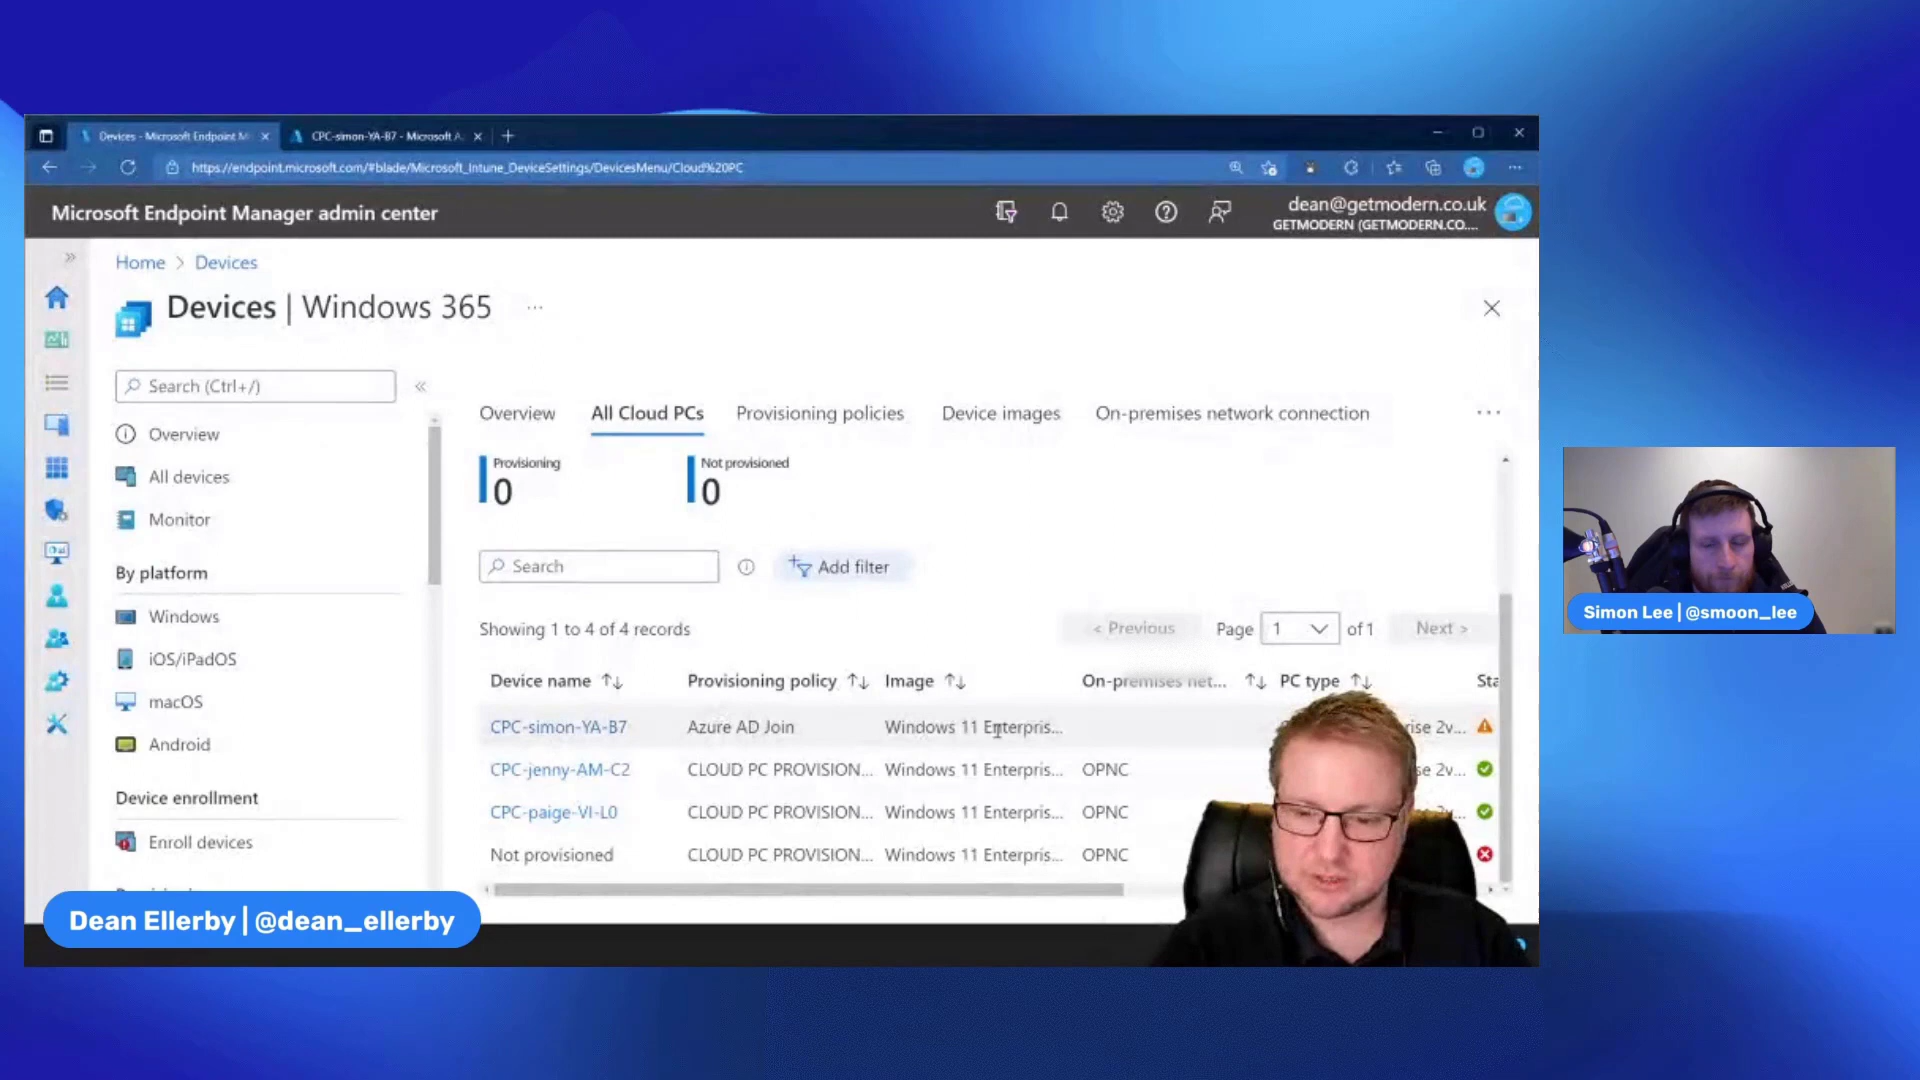 Devices - Microsoft Endpoint M
CPC-simon-YA-B7 - Microsoft A
https://endpoint.microsoft.com/#blade/Microsoft_Intune_DeviceSettings/DevicesMenu/Cloud%20PC
Microsoft Endpoint Manager admin center
dean@getmodern.co.uk
GETMODERN (GETMODERN.CO....
Home > Devices
Devices | Windows 365 ...
Search (Ctrl+/)
Overview
All devices
Monitor
By platform
Windows
iOS/iPadOS
macOS
Android
Device enrollment
Enroll devices
Overview All Cloud PCs Provisioning policies Device images On-premises network connection ...
Provisioning
0
Not provisioned
0
Search
Add filter
Showing 1 to 4 of 4 records
< Previous Page 1 of 1 Next >
Device name Provisioning policy Image On-premises net... PC type Sta
CPC-simon-YA-B7 Azure AD Join Windows 11 Enterpris... rise 2v...
CPC-jenny-AM-C2 CLOUD PC PROVISION... Windows 11 Enterpris... OPNC se 2v...
CPC-paige-VI-L0 CLOUD PC PROVISION... Windows 11 Enterpris... OPNC
Not provisioned CLOUD PC PROVISION... Windows 11 Enterpris... OPNC
Dean Ellerby | @dean_ellerby
Simon Lee | @smoon_lee